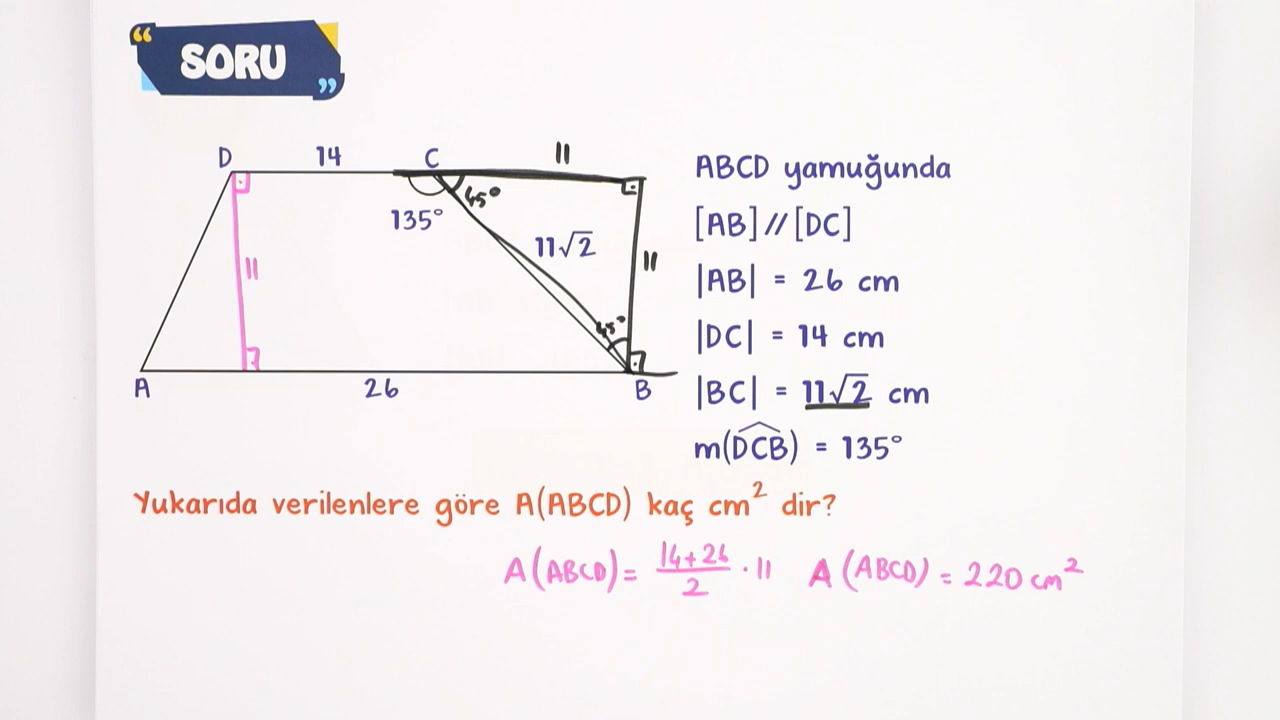 “
SORU
”
D 14 C 11
45°
135°
11√2
11
11
45°
A 26 B
ABCD yamuğunda
[AB] // [DC]
|AB| = 26 cm
|DC| = 14 cm
|BC| = 11√2 cm
m(DCB) = 135°
Yukarıda verilenlere göre A(ABCD) kaç cm² dir?
A(ABCD) = 14+26 / 2 · 11 A(ABCD) = 220 cm²